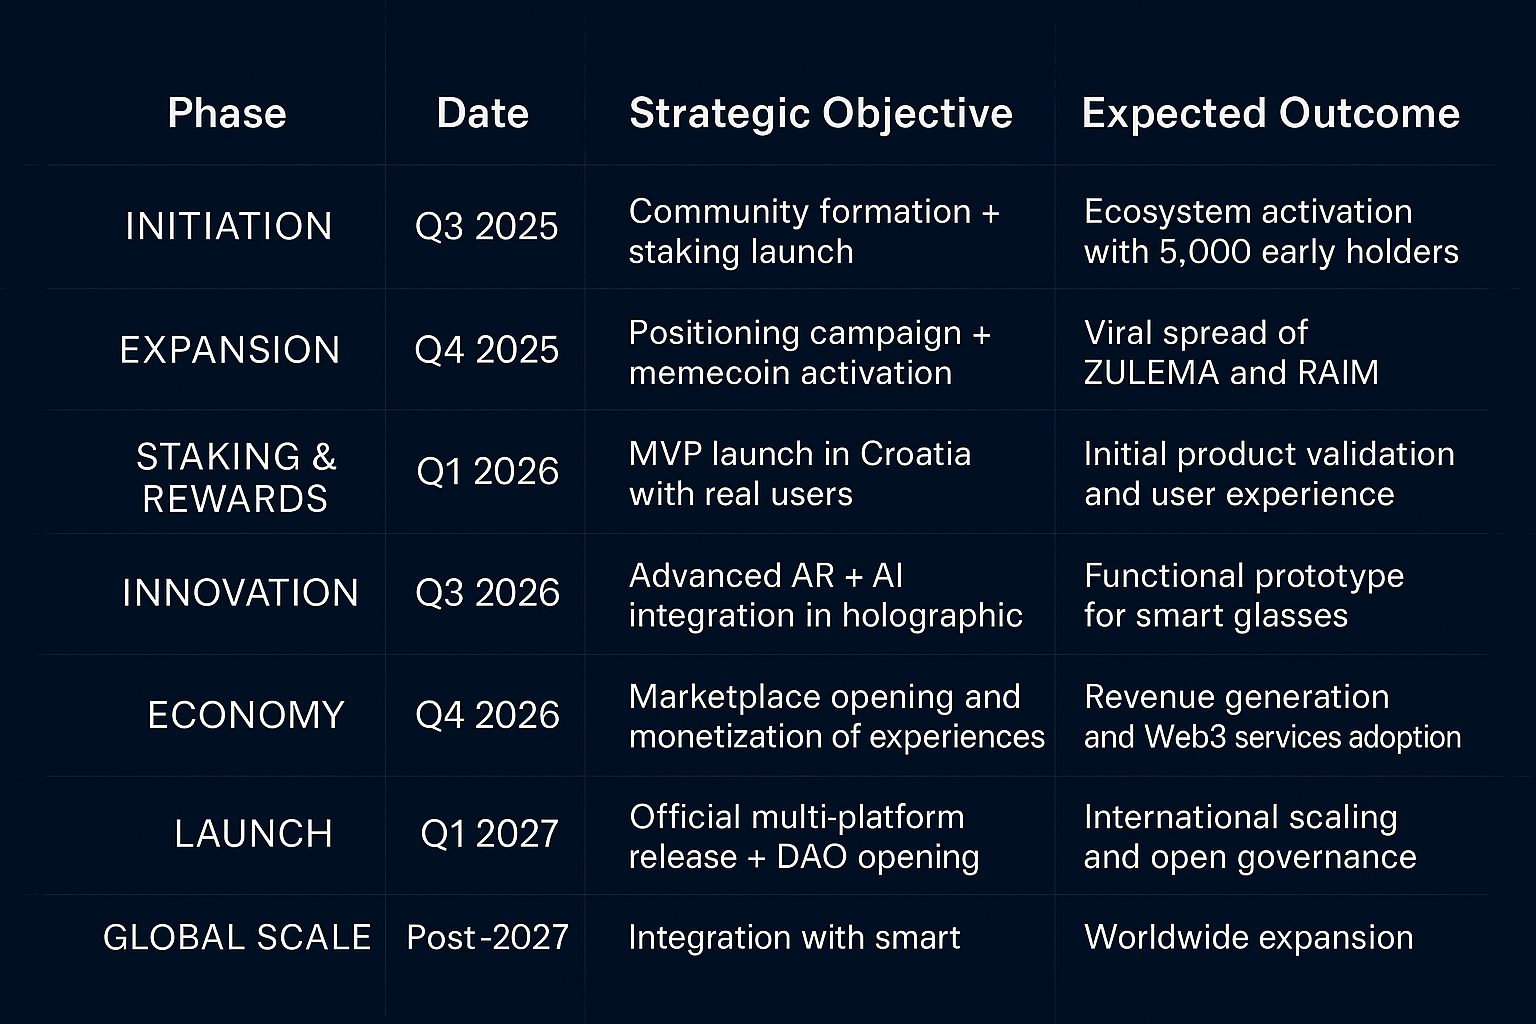 Phase Date Strategic Objective Expected Outcome
INITIATION Q3 2025 Community formation + Ecosystem activation
staking launch with 5,000 early holders
EXPANSION Q4 2025 Positioning campaign + Viral spread of
memecoin activation ZULEMA and RAIM
STAKING & Q1 2026 MVP launch in Croatia Initial product validation
REWARDS with real users and user experience
INNOVATION Q3 2026 Advanced AR + AI Functional prototype
integration in holographic for smart glasses
ECONOMY Q4 2026 Marketplace opening and Revenue generation
monetization of experiences and Web3 services adoption
LAUNCH Q1 2027 Official multi-platform International scaling
release + DAO opening and open governance
GLOBAL SCALE Post-2027 Integration with smart Worldwide expansion